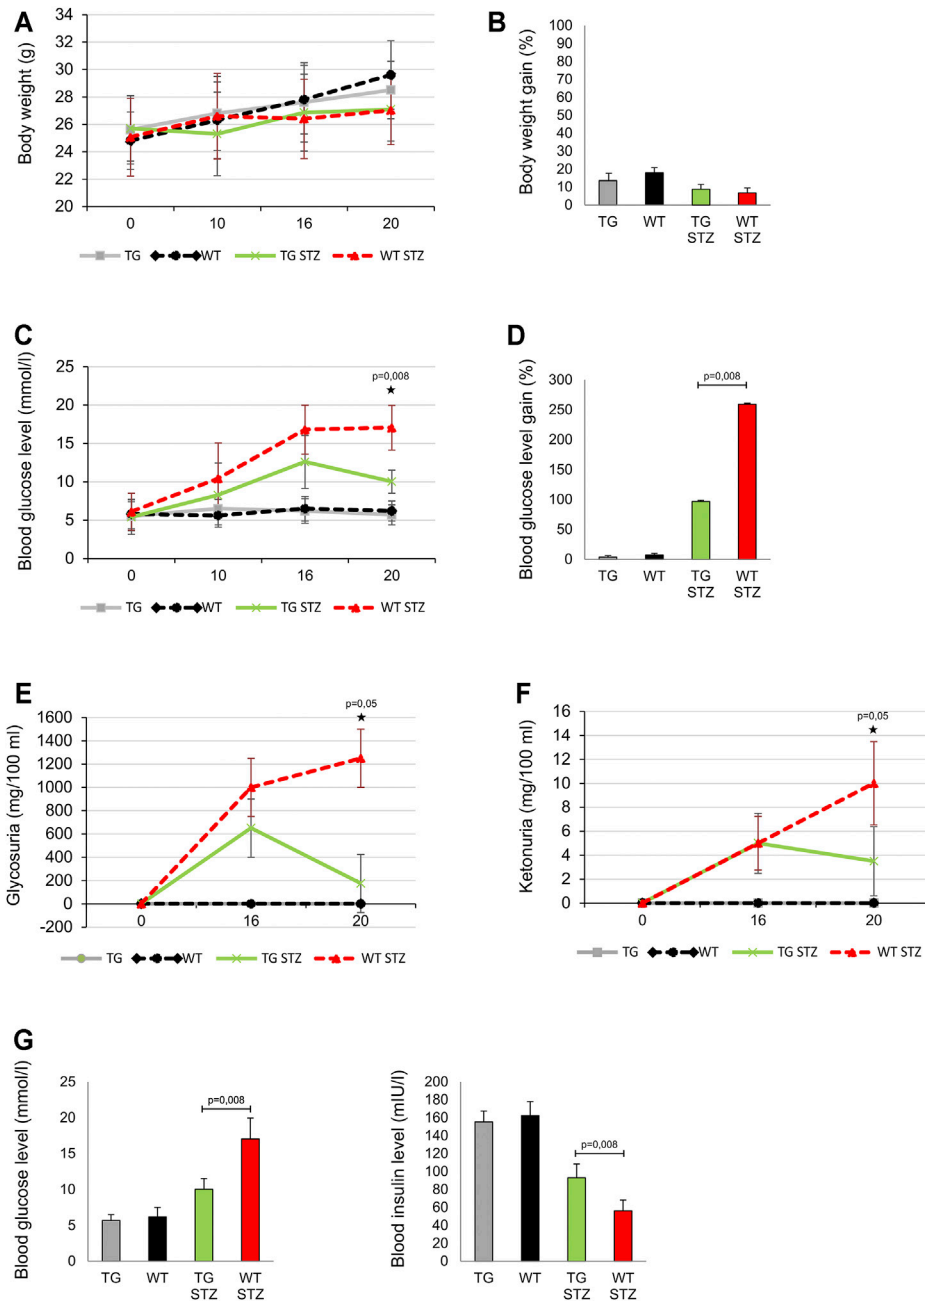 A
Body weight (g)
34
32
30
28
26
24
22
20
0 10 16 20
TG WT TG STZ WT STZ
B
Body weight gain (%)
100
90
80
70
60
50
40
30
20
10
0
TG WT TG WT
STZ STZ
C
Blood glucose level (mmol/l)
p=0,008
25
20
15
10
5
0
0 10 16 20
TG WT TG STZ WT STZ
D
Blood glucose level gain (%)
p=0,008
300
250
200
150
100
50
0
TG WT TG WT
STZ STZ
E
Glycosuria (mg/100 ml)
p=0,05
1600
1400
1200
1000
800
600
400
200
0
-200
0 16 20
TG WT TG STZ WT STZ
F
Ketonuria (mg/100 ml)
p=0,05
16
14
12
10
8
6
4
2
0
0 16 20
TG WT TG STZ WT STZ
G
Blood glucose level (mmol/l)
p=0,008
25
20
15
10
5
0
TG WT TG WT
STZ STZ
Blood insulin level (mIU/l)
p=0,008
200
180
160
140
120
100
80
60
40
20
0
TG WT TG WT
STZ STZ